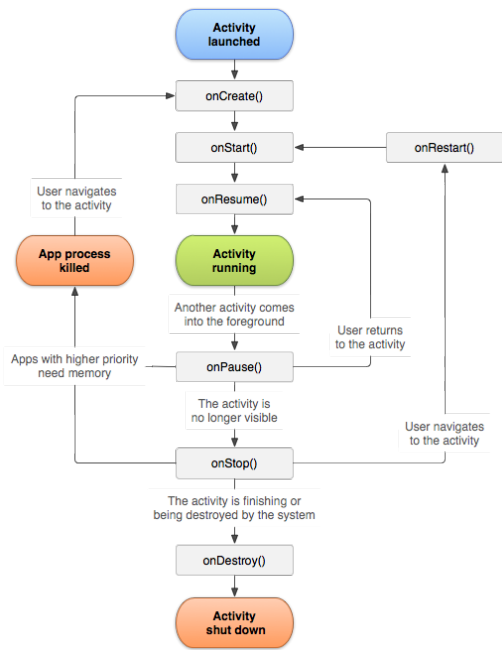 Activity
launched
onCreate()
onStart()
onRestart()
User navigates
to the activity
onResume()
App process
killed
Activity
running
Another activity comes
into the foreground
User returns
to the activity
Apps with higher priority
need memory
onPause()
The activity is
no longer visible
User navigates
to the activity
onStop()
The activity is finishing or
being destroyed by the system
onDestroy()
Activity
shut down